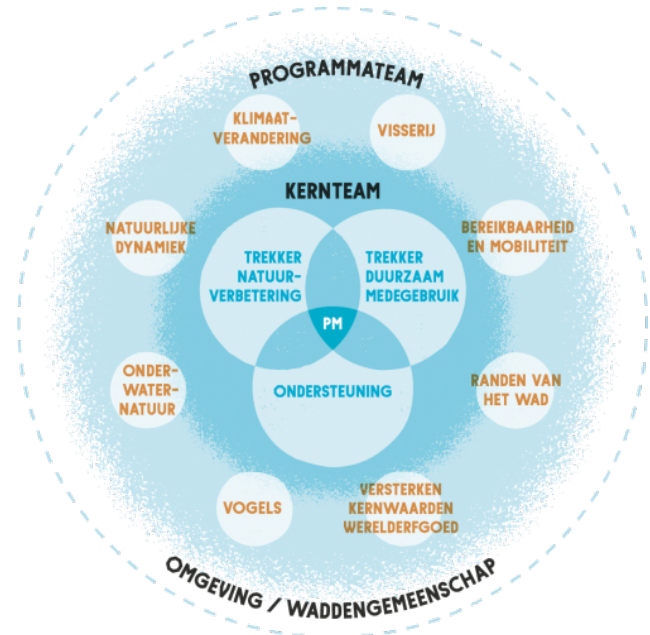 PROGRAMMATEAM
KLIMAAT-
VERANDERING
VISSERIJ
KERNTEAM
NATUURLIJKE
DYNAMIEK
BEREIKBAARHEID
EN MOBILITEIT
TREKKER
NATUUR-
VERBETERING
TREKKER
DUURZAAM
MEDEGEBRUIK
PM
ONDER-
WATER-
NATUUR
ONDERSTEUNING
RANDEN VAN
HET WAD
VOGELS
VERSTERKEN
KERNWAARDEN
WERELDERFGOED
OMGEVING / WADDENGEMEENSCHAP